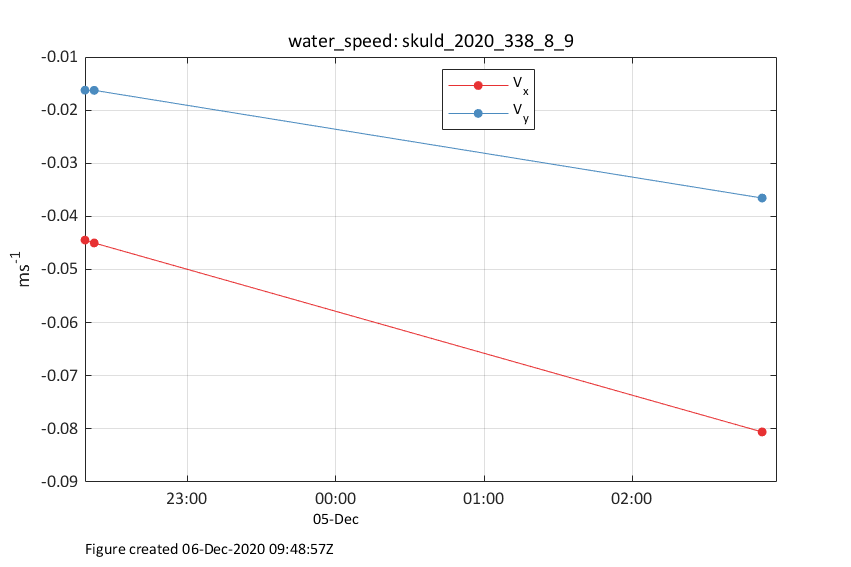 water_speed: skuld_2020_338_8_9
-0.01
V_x
V_y
-0.02
-0.03
-0.04
-0.05
-0.06
-0.07
-0.08
-0.09
ms^-1
23:00 00:00 01:00 02:00
05-Dec
Figure created 06-Dec-2020 09:48:57Z